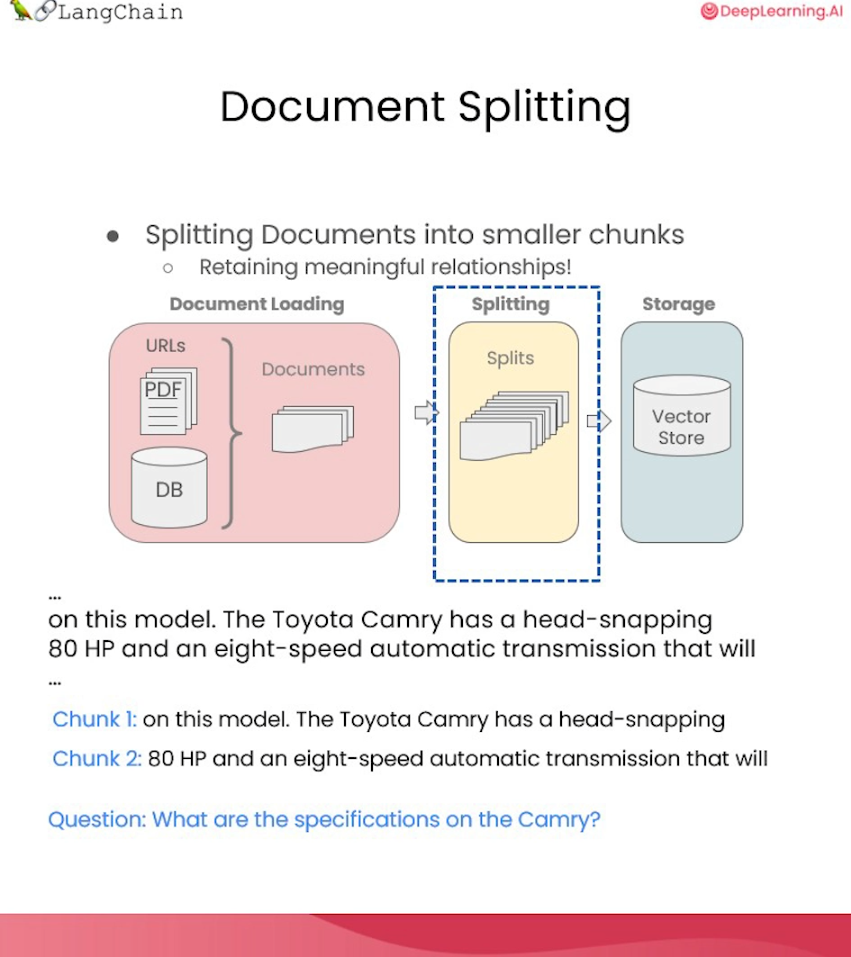 LangChain
DeepLearning.AI
Document Splitting
● Splitting Documents into smaller chunks
○ Retaining meaningful relationships!
Document Loading
Splitting
Storage
URLs
PDF
DB
Documents
Splits
Vector
Store
...
on this model. The Toyota Camry has a head-snapping
80 HP and an eight-speed automatic transmission that will
...
Chunk 1: on this model. The Toyota Camry has a head-snapping
Chunk 2: 80 HP and an eight-speed automatic transmission that will
Question: What are the specifications on the Camry?